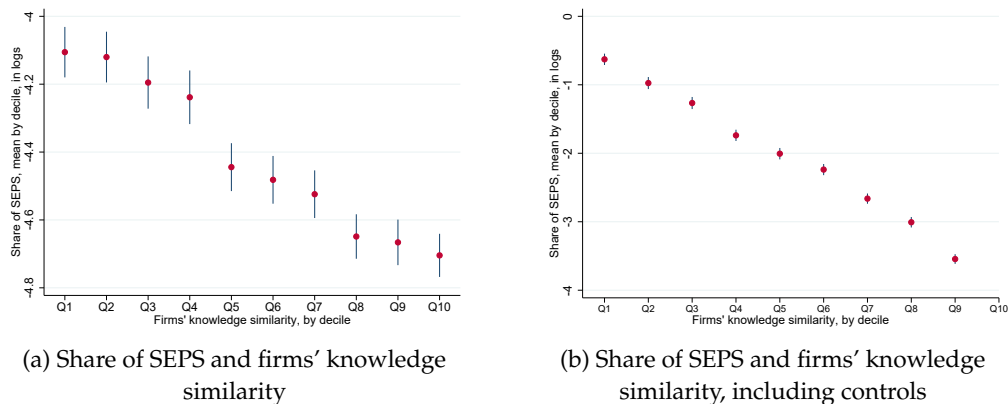 -4
-4.2
-4.4
-4.6
-4.8
Share of SEPS, mean by decile, in logs
Q1 Q2 Q3 Q4 Q5 Q6 Q7 Q8 Q9 Q10
Firms' knowledge similarity, by decile
(a) Share of SEPS and firms’ knowledge
similarity
0
-1
-2
-3
-4
Share of SEPS, mean by decile, in logs
Q1 Q2 Q3 Q4 Q5 Q6 Q7 Q8 Q9 Q10
Firms' knowledge similarity, by decile
(b) Share of SEPS and firms’ knowledge
similarity, including controls